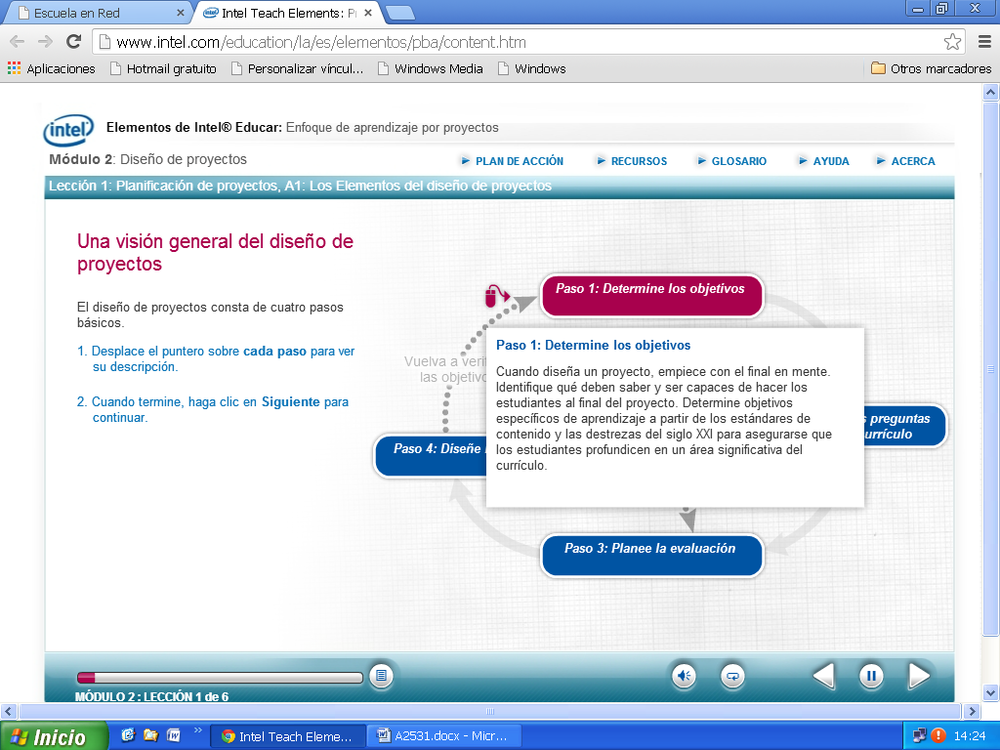 Escuela en Red
Intel Teach Elements: P
www.intel.com/education/la/es/elementos/pba/content.htm
Aplicaciones
Hotmail gratuito
Personalizar víncul...
Windows Media
Windows
Otros marcadores
intel
Elementos de Intel® Educar: Enfoque de aprendizaje por proyectos
Módulo 2: Diseño de proyectos
PLAN DE ACCIÓN
RECURSOS
GLOSARIO
AYUDA
ACERCA
Lección 1: Planificación de proyectos, A1: Los Elementos del diseño de proyectos
Una visión general del diseño de
proyectos
El diseño de proyectos consta de cuatro pasos
básicos.
1. Desplace el puntero sobre cada paso para ver
su descripción.
2. Cuando termine, haga clic en Siguiente para
continuar.
Paso 1: Determine los objetivos
Vuelva a veri
las objetivo
Paso 1: Determine los objetivos
Cuando diseña un proyecto, empiece con el final en mente.
Identifique qué deben saber y ser capaces de hacer los
estudiantes al final del proyecto. Determine objetivos
específicos de aprendizaje a partir de los estándares de
contenido y las destrezas del siglo XXI para asegurarse que
los estudiantes profundicen en un área significativa del
currículo.
s preguntas
urrículo
Paso 4: Diseñe
Paso 3: Planee la evaluación
MÓDULO 2 : LECCIÓN 1 de 6
Inicio
Intel Teach Eleme...
A2531.docx - Micr...
14:24